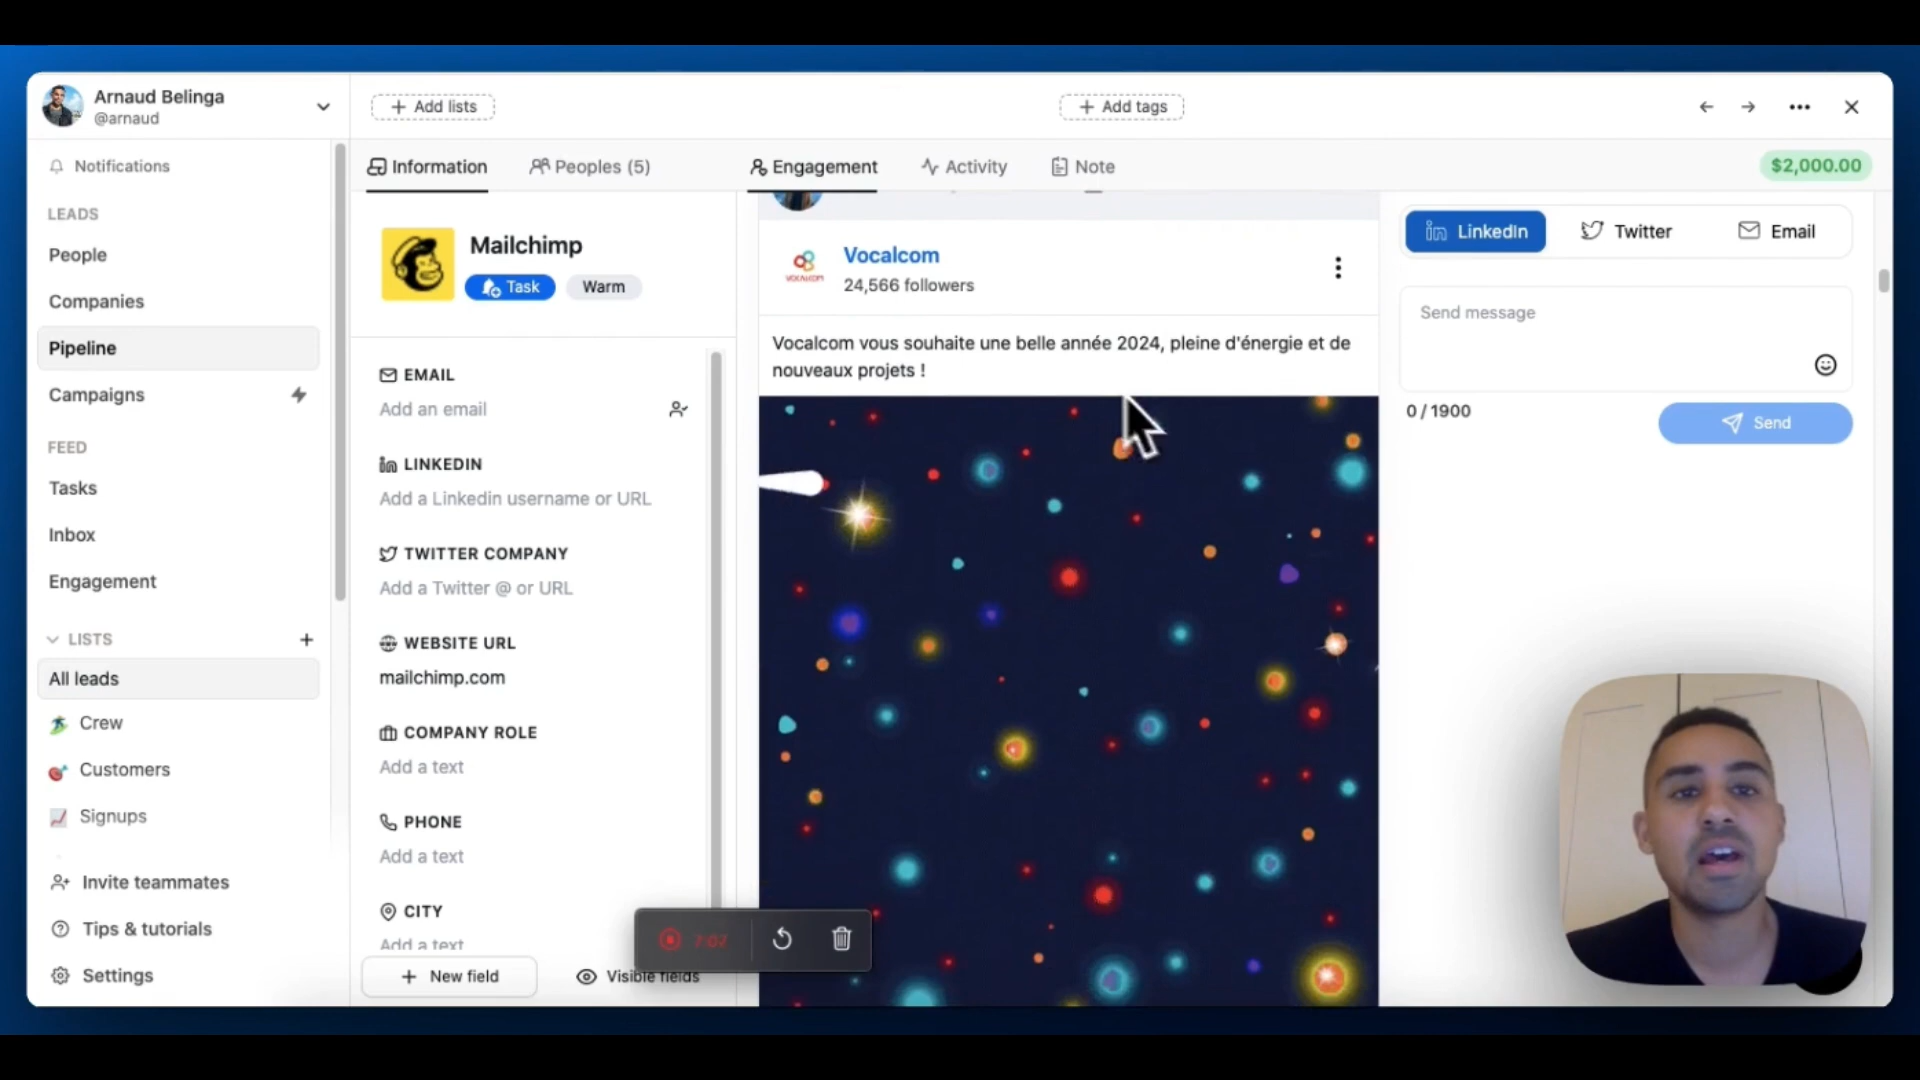 Arnaud Belinga
@arnaud
Add lists
Add tags
Notifications
Information
Peoples (5)
Engagement
Activity
Note
$2,000.00
LEADS
People
Companies
Pipeline
Campaigns
FEED
Tasks
Inbox
Engagement
LISTS
All leads
Crew
Customers
Signups
Invite teammates
Tips & tutorials
Settings
Mailchimp
Task
Warm
EMAIL
Add an email
LINKEDIN
Add a Linkedin username or URL
TWITTER COMPANY
Add a Twitter @ or URL
WEBSITE URL
mailchimp.com
COMPANY ROLE
Add a text
PHONE
Add a text
CITY
Add a text
New field
Visible fields
7:07
VOCALCOM
Vocalcom
24,566 followers
Vocalcom vous souhaite une belle année 2024, pleine d'énergie et de
nouveaux projets !
LinkedIn
Twitter
Email
Send message
0 / 1900
Send